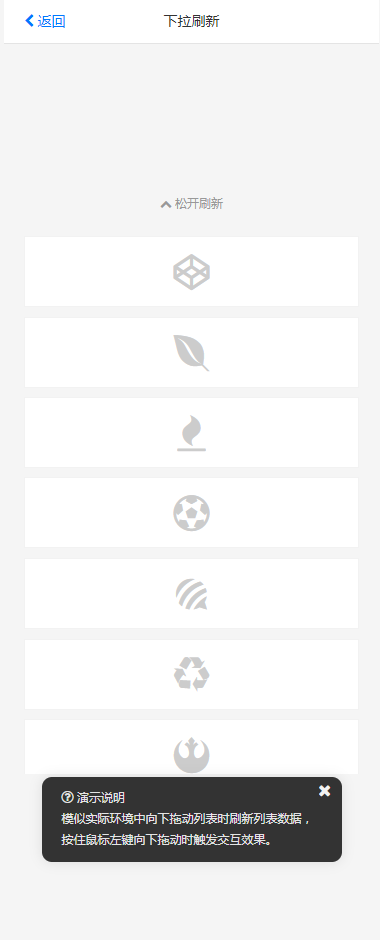 返回
下拉刷新
松开刷新
演示说明
模似实际环境中向下拖动列表时刷新列表数据，
按住鼠标左键向下拖动时触发交互效果。